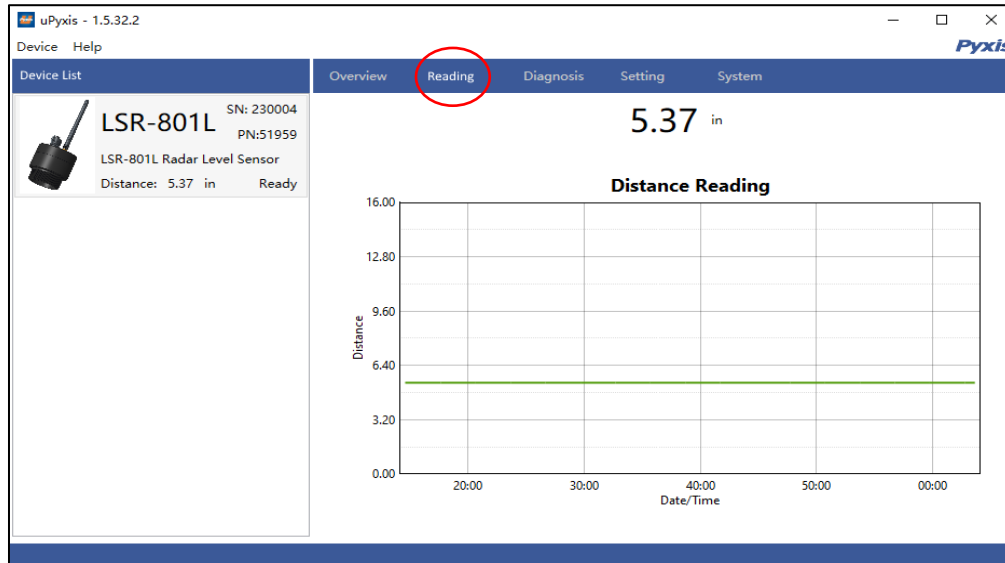 uPyxis - 1.5.32.2
Device Help
Pyxis
Device List
Overview Reading Diagnosis Setting System
LSR-801L
SN: 230004
PN:51959
LSR-801L Radar Level Sensor
Distance: 5.37 in Ready
5.37 in
Distance Reading
16.00
12.80
9.60
6.40
3.20
0.00
Distance
20:00 30:00 40:00 50:00 00:00
Date/Time